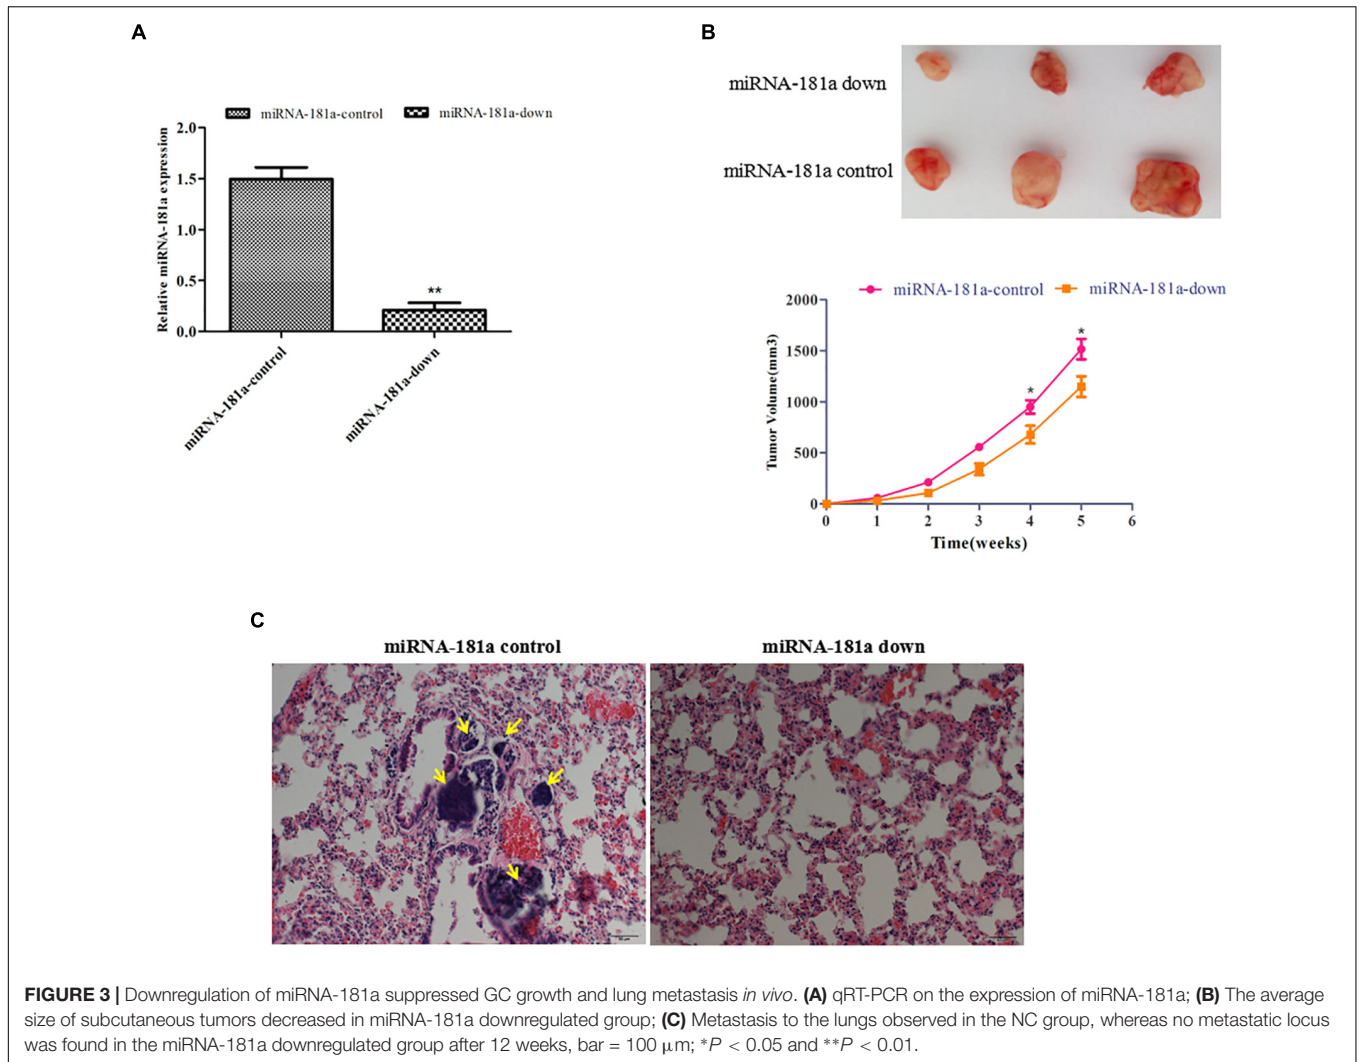 A
miRNA-181a-control miRNA-181a-down
Relative miRNA-181a expression
2.0
1.5
1.0
0.5
0.0
**
miRNA-181a-control
miRNA-181a-down
B
miRNA-181a down
miRNA-181a control
miRNA-181a-control miRNA-181a-down
Tumor Volume(mm3)
2000
1500
1000
500
0
*
*
0 1 2 3 4 5 6
Time(weeks)
C
miRNA-181a control
miRNA-181a down
FIGURE 3 | Downregulation of miRNA-181a suppressed GC growth and lung metastasis in vivo. (A) qRT-PCR on the expression of miRNA-181a; (B) The average
size of subcutaneous tumors decreased in miRNA-181a downregulated group; (C) Metastasis to the lungs observed in the NC group, whereas no metastatic locus
was found in the miRNA-181a downregulated group after 12 weeks, bar = 100 μm; *P < 0.05 and **P < 0.01.